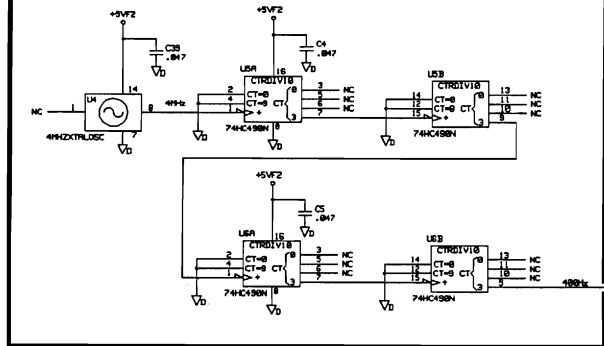 +5VF2
+5VF2
C39
.047
C4
.047
D
D
U4
14
NC 1
8
4MHz
7
4MHZXTALOSC
D
U5A
16
CTRDIV10
2 CT=0
4 CT=9
1 +
CT
0 3 NC
5 NC
6 NC
3 7
74HC490N
8
D
D
U5B
CTRDIV10
14 CT=0
12 CT=9
15 +
CT
0 13 NC
11 NC
10 NC
3 9
74HC490N
D
+5VF2
C5
.047
D
U6A
16
CTRDIV10
2 CT=0
4 CT=9
1 +
CT
0 3 NC
5 NC
6 NC
3 7
74HC490N
8
D
D
U6B
CTRDIV10
14 CT=0
12 CT=9
15 +
CT
0 13 NC
11 NC
10 NC
3 9
400Hz
74HC490N
D